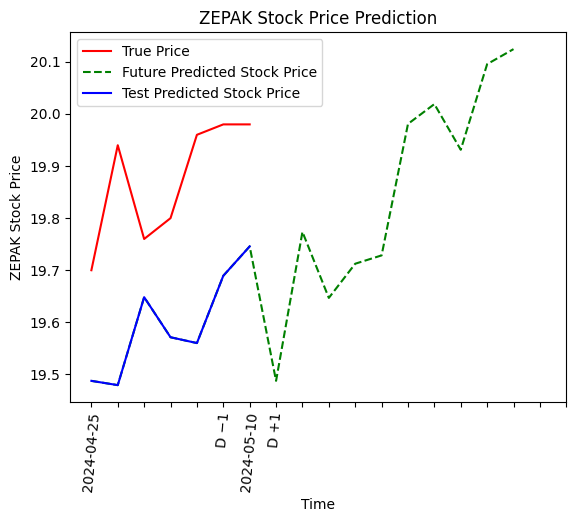 ZEPAK Stock Price Prediction
True Price
Future Predicted Stock Price
Test Predicted Stock Price
ZEPAK Stock Price
20.1
20.0
19.9
19.8
19.7
19.6
19.5
2024-04-25
D −1
2024-05-10
D +1
Time